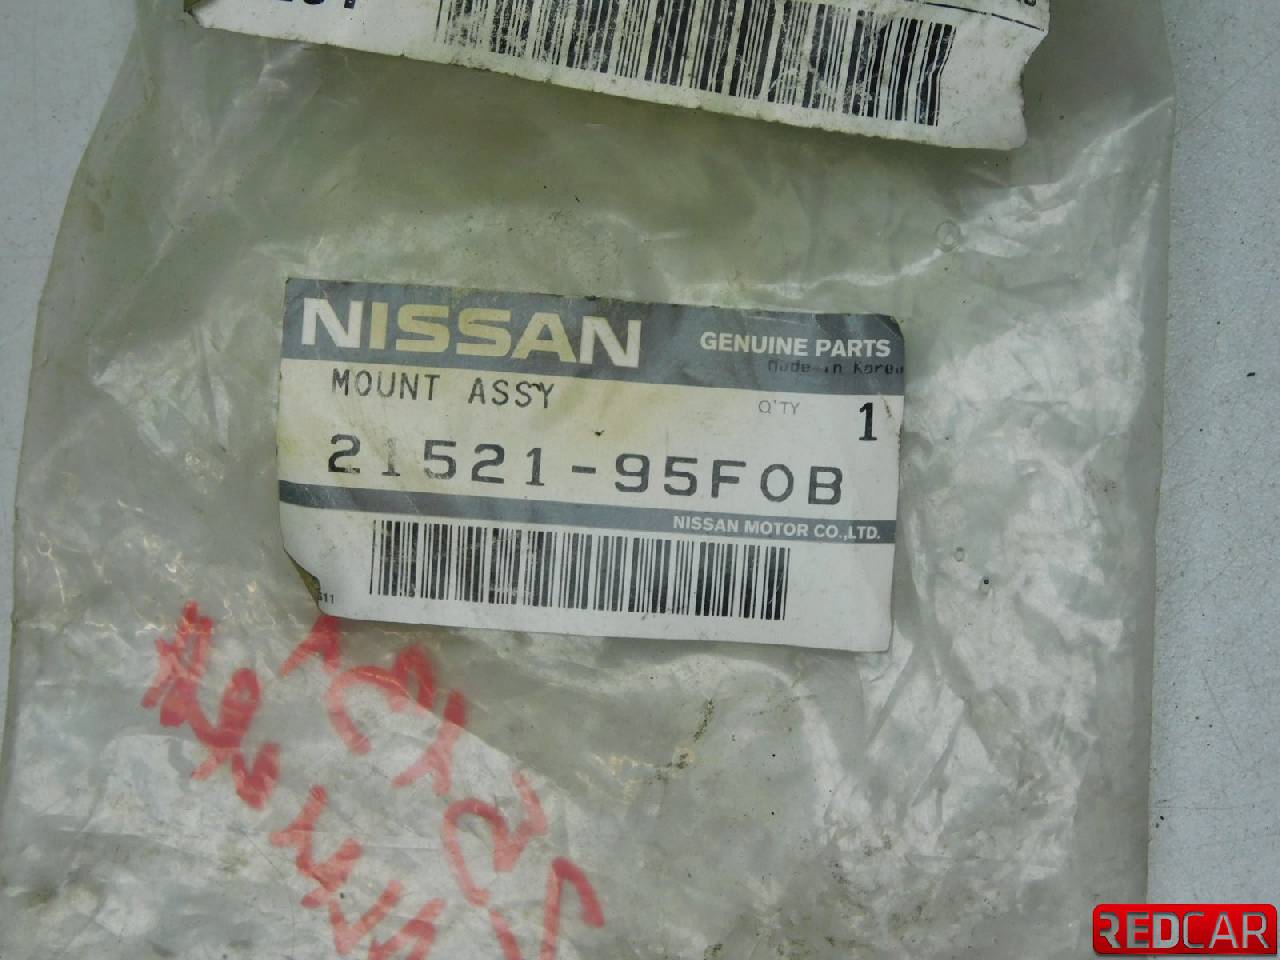 NISSAN
GENUINE PARTS
Made in Korea
MOUNT ASSY
Q'TY 1
21521-95F0B
NISSAN MOTOR CO.,LTD.
REDCAR